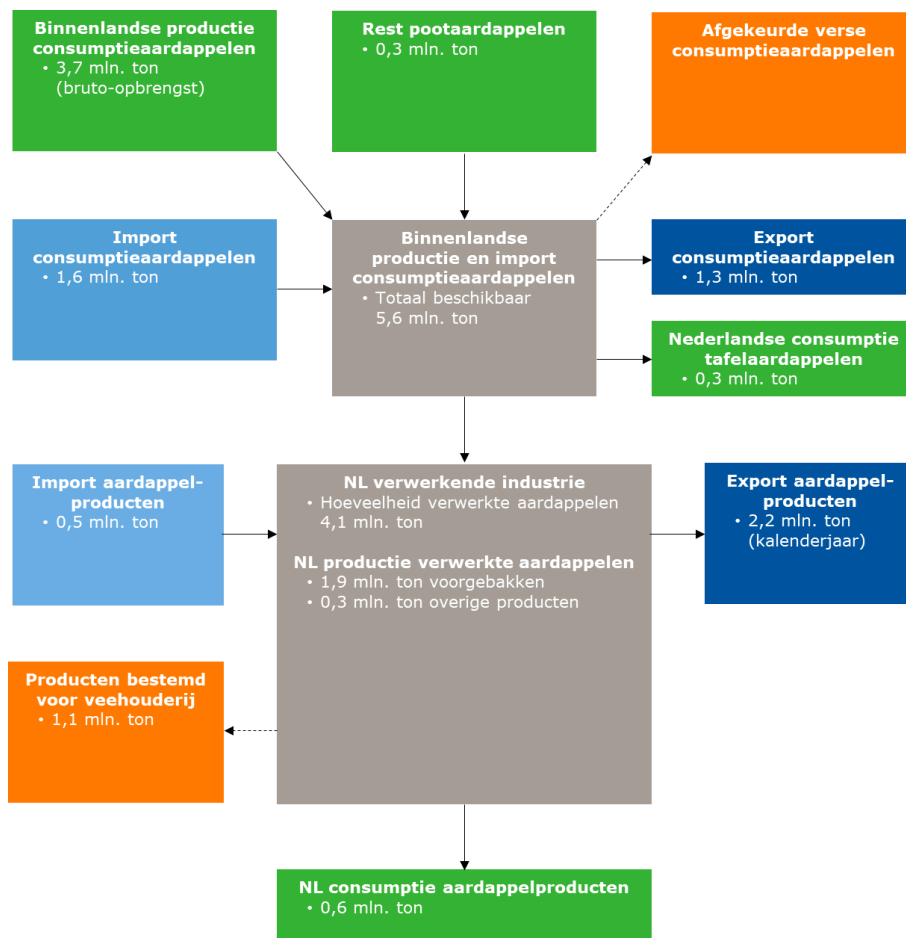 Binnenlandse productie
consumptieaardappelen
• 3,7 mln. ton
(bruto-opbrengst)
Rest pootaardappelen
• 0,3 mln. ton
Afgekeurde verse
consumptieaardappelen
Import
consumptieaardappelen
• 1,6 mln. ton
Binnenlandse
productie en import
consumptieaardappelen
• Totaal beschikbaar
5,6 mln. ton
Export
consumptieaardappelen
• 1,3 mln. ton
Nederlandse consumptie
tafelaardappelen
• 0,3 mln. ton
Import aardappel-
producten
• 0,5 mln. ton
NL verwerkende industrie
• Hoeveelheid verwerkte aardappelen
4,1 mln. ton
NL productie verwerkte aardappelen
• 1,9 mln. ton voorgebakken
• 0,3 mln. ton overige producten
Export aardappel-
producten
• 2,2 mln. ton
(kalenderjaar)
Producten bestemd
voor veehouderij
• 1,1 mln. ton
NL consumptie aardappelproducten
• 0,6 mln. ton